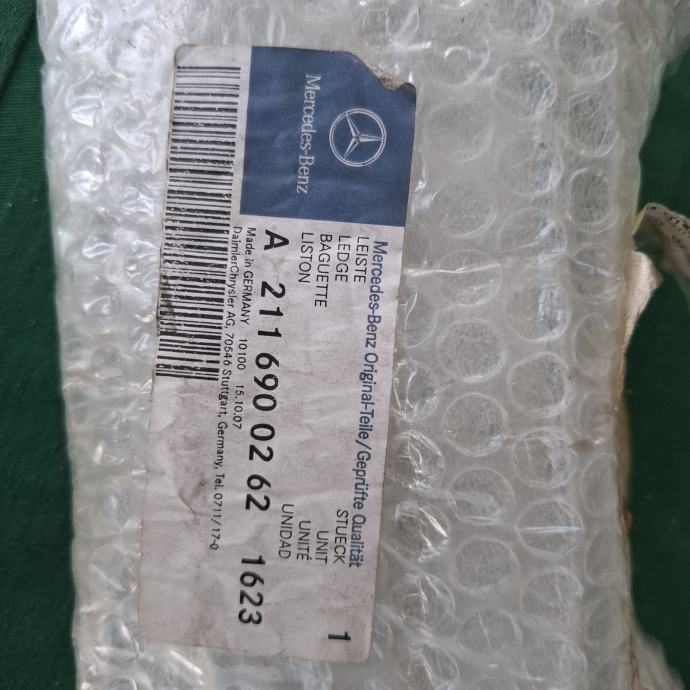 Mercedes-Benz
Mercedes-Benz Original-Teile/Geprüfte Qualität
LEISTE STUECK 1
LEDGE UNIT
BAGUETTE UNITÉ
LISTON UNIDAD
A 211 690 02 62 1623
Made in GERMANY 10100 15.10.07
DaimlerChrysler AG, 70546 Stuttgart, Germany, Tel. 0711/17-0